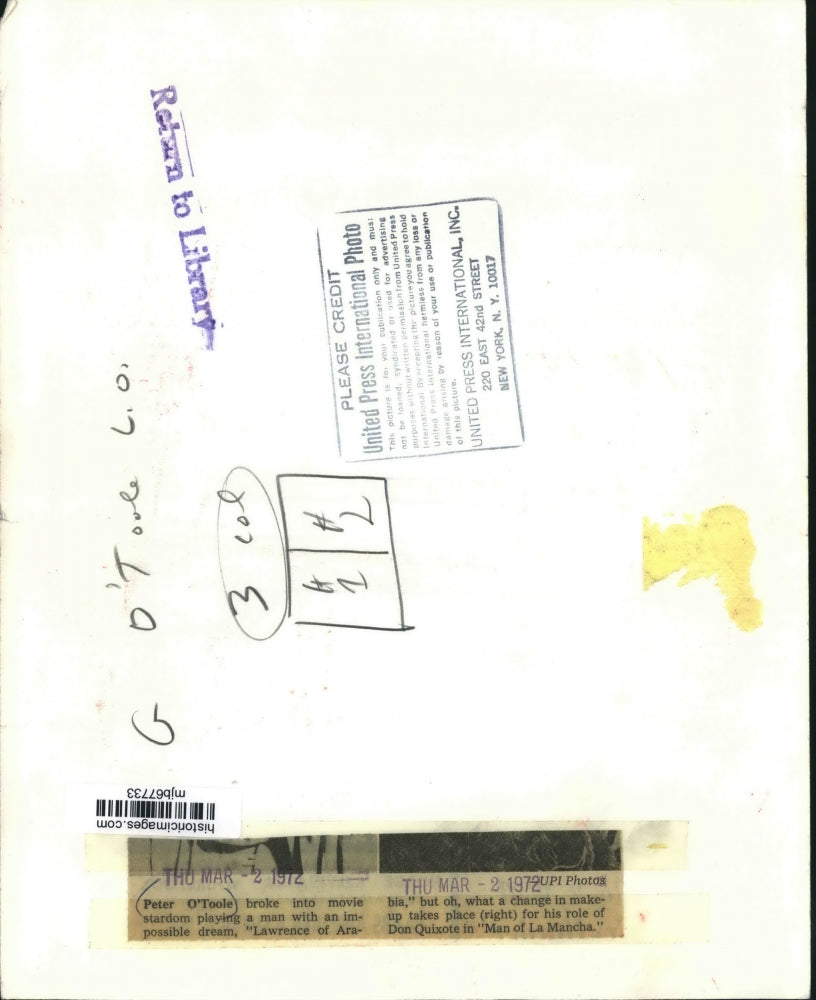 Return to Library
PLEASE CREDIT
United Press International Photo
This picture is for your publication only and must
not be loaned, syndicated or used for advertising
purposes without written permission from United Press
International. By accepting this picture you agree to hold
United Press International harmless from any loss or
damage arising by reason of your use or publication
of this picture.
UNITED PRESS INTERNATIONAL, INC.
220 EAST 42nd STREET
NEW YORK, N. Y. 10017
G O'Toole L.O.
3 col
#1 #2
historicimages.com
mjb67733
THU MAR - 2 1972
THU MAR - 2 1972
UPI Photos
Peter O'Toole broke into movie
stardom playing a man with an im-
possible dream, "Lawrence of Ara-
bia," but oh, what a change in make-
up takes place (right) for his role of
Don Quixote in "Man of La Mancha."